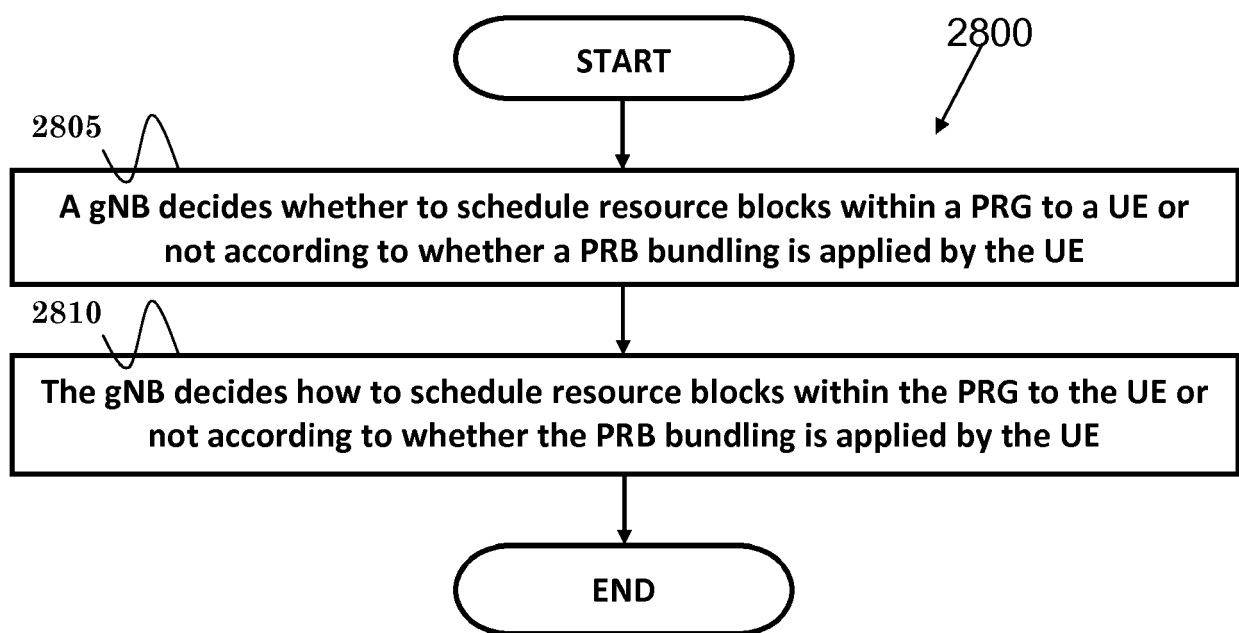 START
2800
2805
A gNB decides whether to schedule resource blocks within a PRG to a UE or
not according to whether a PRB bundling is applied by the UE
2810
The gNB decides how to schedule resource blocks within the PRG to the UE or
not according to whether the PRB bundling is applied by the UE
END